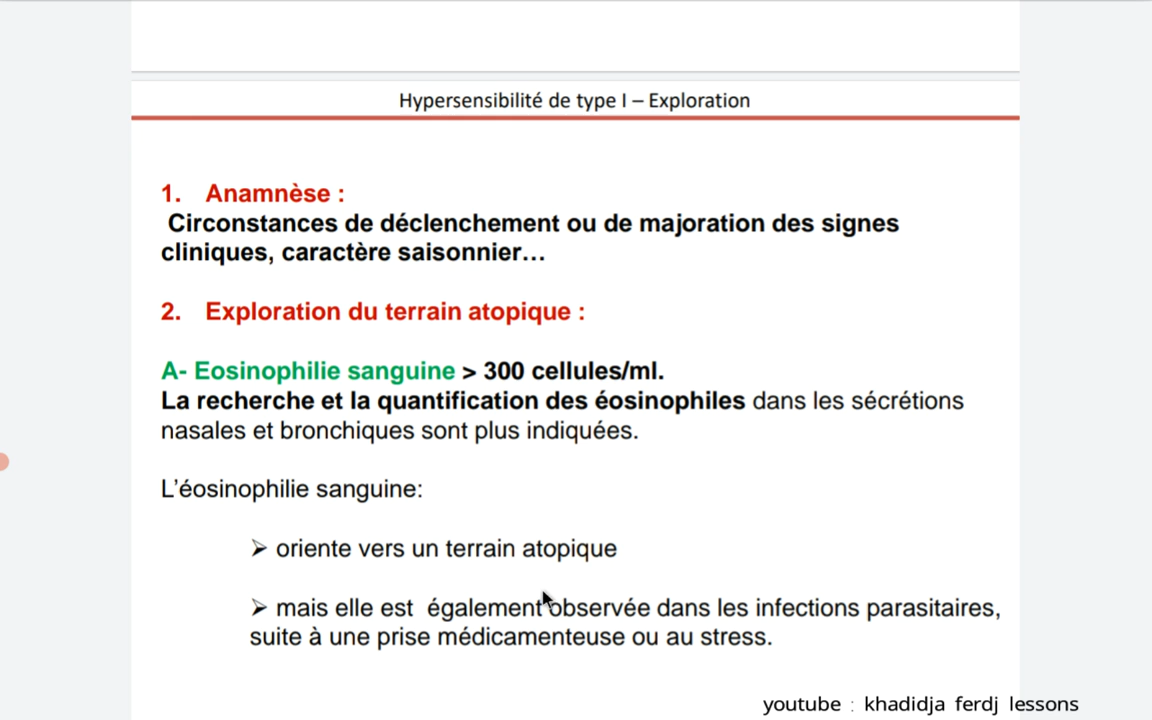 Hypersensibilité de type I – Exploration
1. Anamnèse :
Circonstances de déclenchement ou de majoration des signes
cliniques, caractère saisonnier…
2. Exploration du terrain atopique :
A- Eosinophilie sanguine > 300 cellules/ml.
La recherche et la quantification des éosinophiles dans les sécrétions
nasales et bronchiques sont plus indiquées.
L’éosinophilie sanguine:
➢ oriente vers un terrain atopique
➢ mais elle est également observée dans les infections parasitaires,
suite à une prise médicamenteuse ou au stress.
youtube : khadidja ferdj lessons